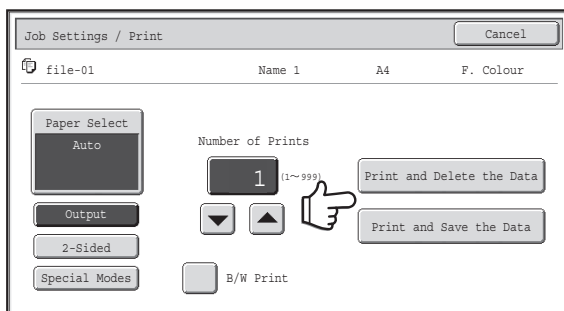 Job Settings / Print
Cancel
file-01 Name 1 A4 F. Colour
Paper Select
Auto
Number of Prints
1 (1~999)
Print and Delete the Data
Output
Print and Save the Data
2-Sided
Special Modes
B/W Print